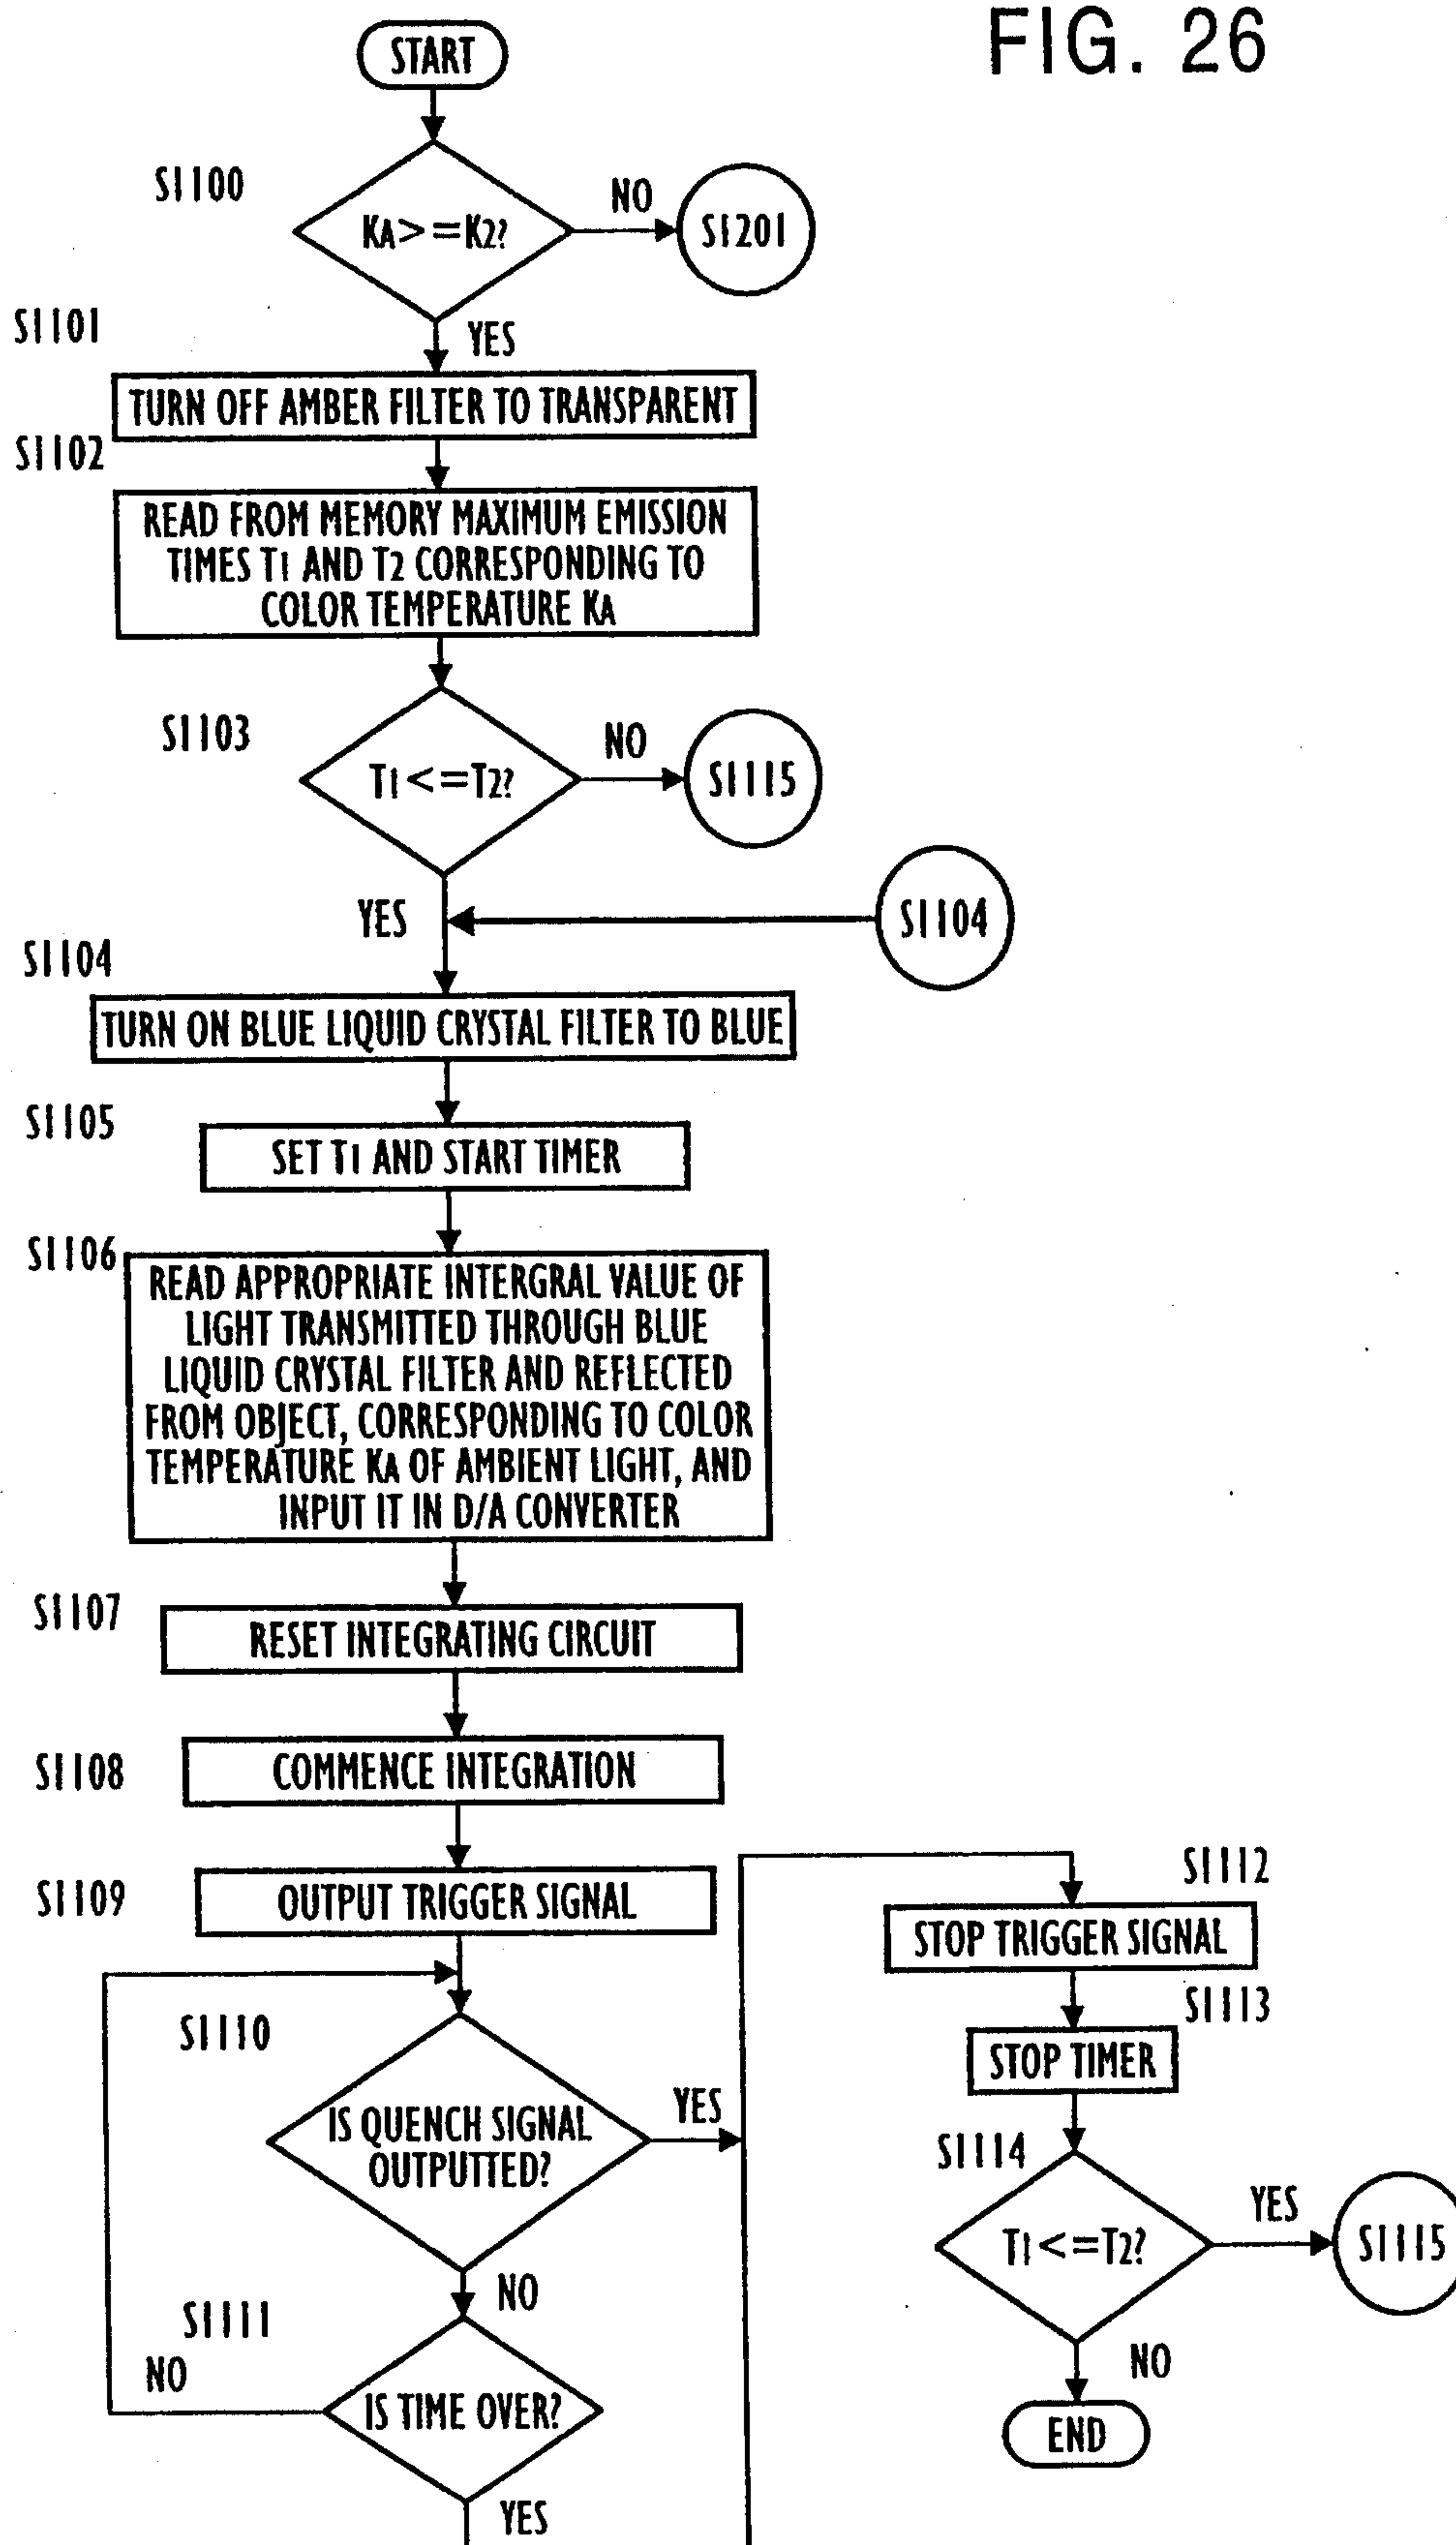 FIG. 26
START
S1100
KA>=K2?
NO
S1201
S1101
YES
TURN OFF AMBER FILTER TO TRANSPARENT
S1102
READ FROM MEMORY MAXIMUM EMISSION
TIMES T1 AND T2 CORRESPONDING TO
COLOR TEMPERATURE KA
S1103
T1<=T2?
NO
S1115
YES
S1104
S1104
TURN ON BLUE LIQUID CRYSTAL FILTER TO BLUE
S1105
SET T1 AND START TIMER
S1106
READ APPROPRIATE INTERGRAL VALUE OF
LIGHT TRANSMITTED THROUGH BLUE
LIQUID CRYSTAL FILTER AND REFLECTED
FROM OBJECT, CORRESPONDING TO COLOR
TEMPERATURE KA OF AMBIENT LIGHT, AND
INPUT IT IN D/A CONVERTER
S1107
RESET INTEGRATING CIRCUIT
S1108
COMMENCE INTEGRATION
S1109
OUTPUT TRIGGER SIGNAL
S1110
IS QUENCH SIGNAL
OUTPUTTED?
YES
NO
S1111
NO
IS TIME OVER?
YES
S1112
STOP TRIGGER SIGNAL
S1113
STOP TIMER
S1114
T1<=T2?
YES
S1115
NO
END